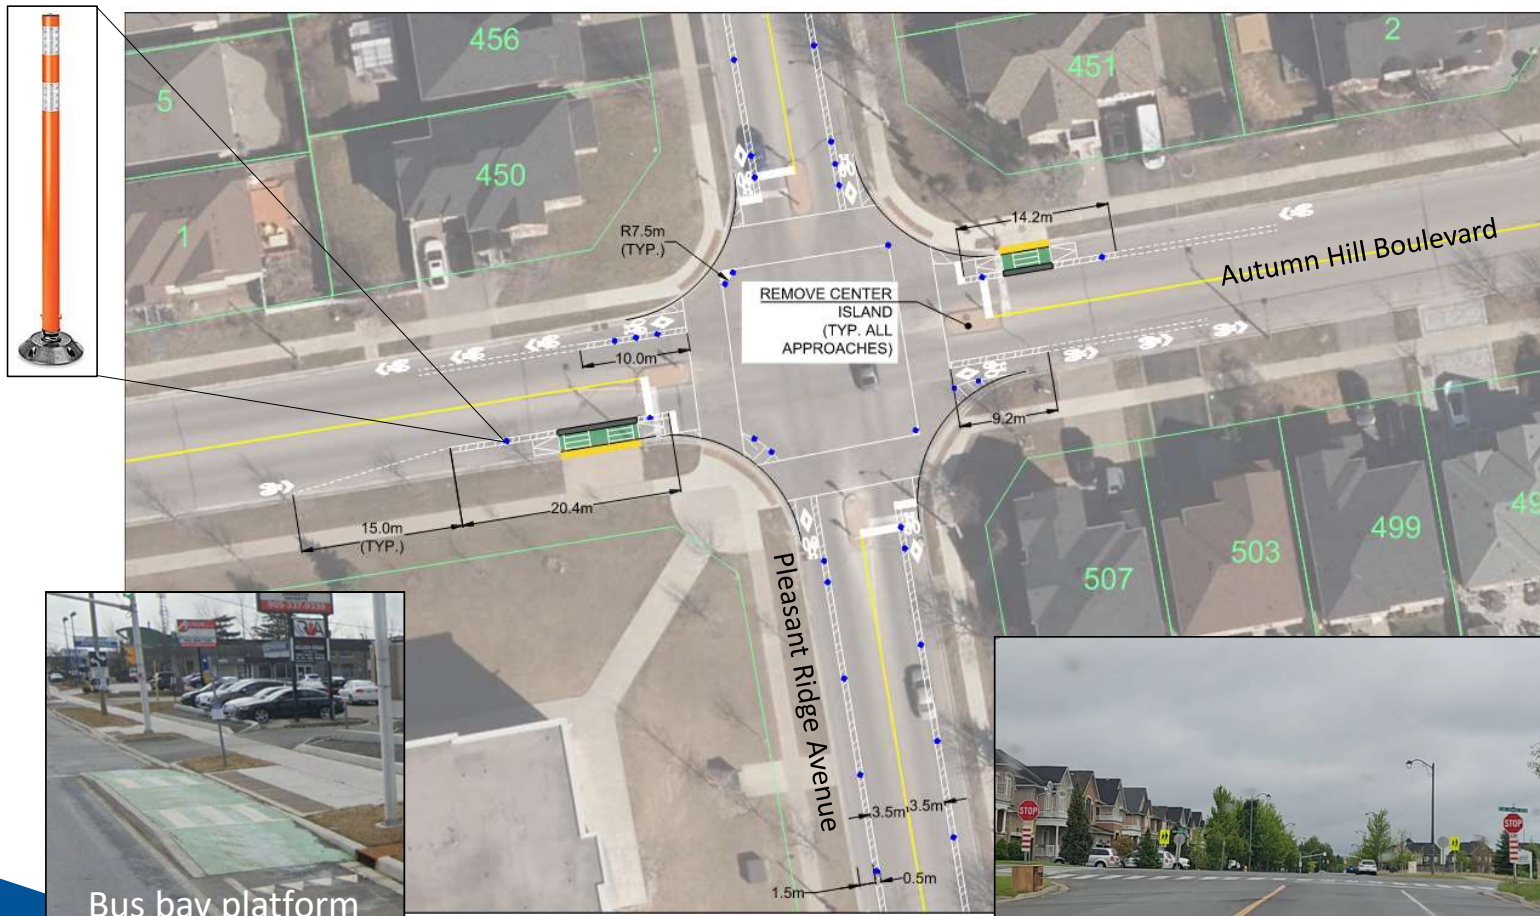 5
456
451
2
450
1
R7.5m
(TYP.)
14.2m
Autumn Hill Boulevard
REMOVE CENTER
ISLAND
(TYP. ALL
APPROACHES)
10.0m
9.2m
20.4m
15.0m
(TYP.)
507
503
499
Pleasant Ridge Avenue
3.5m
3.5m
1.5m
0.5m
STOP
STOP
Bus bay platform